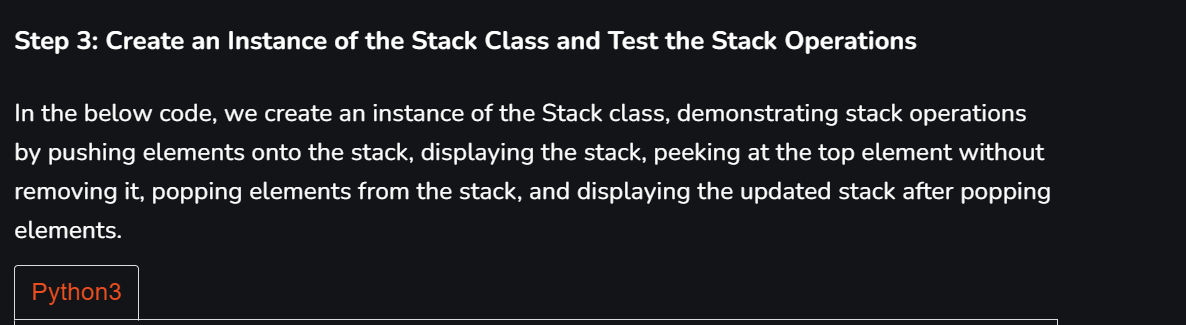 Step 3: Create an Instance of the Stack Class and Test the Stack Operations
In the below code, we create an instance of the Stack class, demonstrating stack operations
by pushing elements onto the stack, displaying the stack, peeking at the top element without
removing it, popping elements from the stack, and displaying the updated stack after popping
elements.
Python3